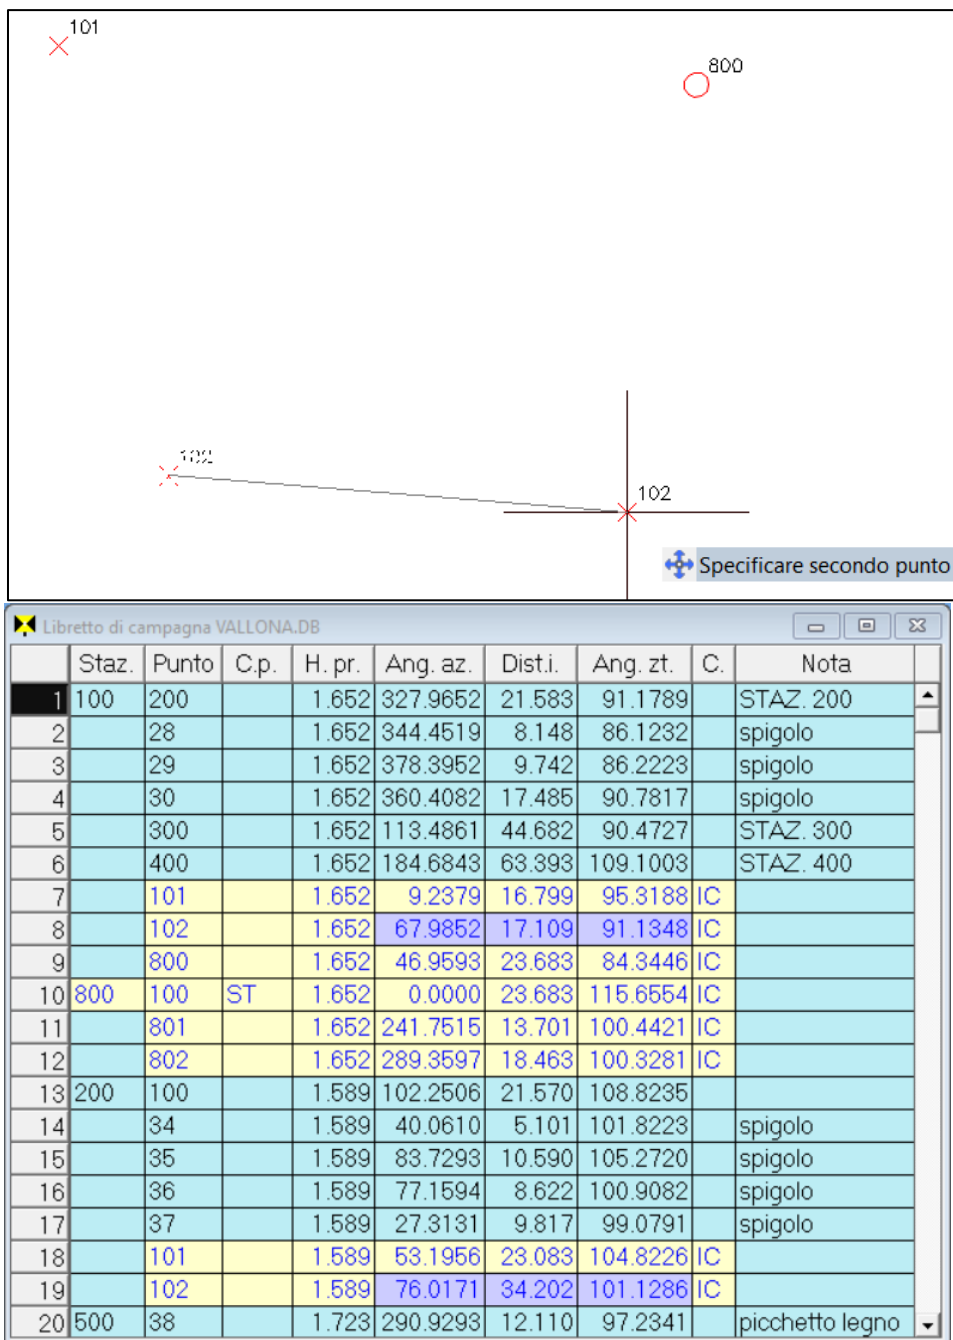 101
800
102
102
Specificare secondo punto
Libretto di campagna VALLONA.DB
Staz. Punto C.p. H. pr. Ang. az. Dist.i. Ang. zt. C. Nota
1 100 200 1.652 327.9652 21.583 91.1789 STAZ. 200
2 28 1.652 344.4519 8.148 86.1232 spigolo
3 29 1.652 378.3952 9.742 86.2223 spigolo
4 30 1.652 360.4082 17.485 90.7817 spigolo
5 300 1.652 113.4861 44.682 90.4727 STAZ. 300
6 400 1.652 184.6843 63.393 109.1003 STAZ. 400
7 101 1.652 9.2379 16.799 95.3188 IC
8 102 1.652 67.9852 17.109 91.1348 IC
9 800 1.652 46.9593 23.683 84.3446 IC
10 800 100 ST 1.652 0.0000 23.683 115.6554 IC
11 801 1.652 241.7515 13.701 100.4421 IC
12 802 1.652 289.3597 18.463 100.3281 IC
13 200 100 1.589 102.2506 21.570 108.8235
14 34 1.589 40.0610 5.101 101.8223 spigolo
15 35 1.589 83.7293 10.590 105.2720 spigolo
16 36 1.589 77.1594 8.622 100.9082 spigolo
17 37 1.589 27.3131 9.817 99.0791 spigolo
18 101 1.589 53.1956 23.083 104.8226 IC
19 102 1.589 76.0171 34.202 101.1286 IC
20 500 38 1.723 290.9293 12.110 97.2341 picchetto legno